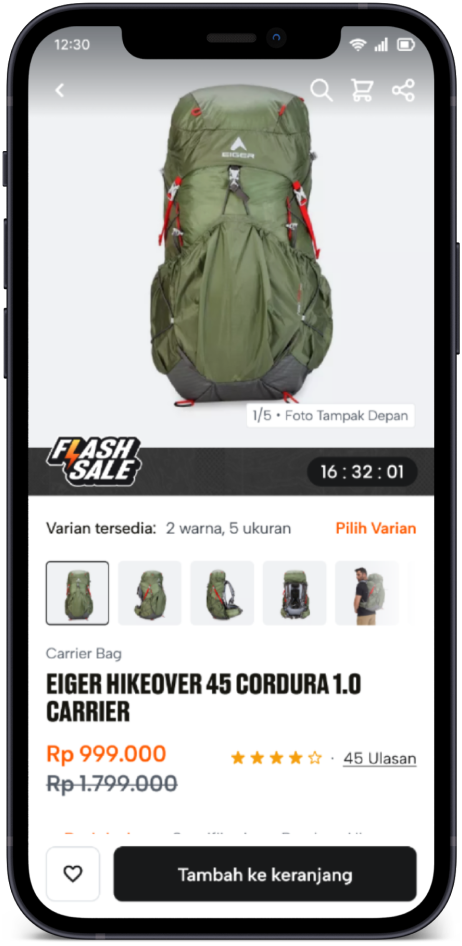 12:30
EIGER
1/5 • Foto Tampak Depan
FLASH
SALE
16 : 32 : 01
Varian tersedia: 2 warna, 5 ukuran
Pilih Varian
Carrier Bag
EIGER HIKEOVER 45 CORDURA 1.0
CARRIER
Rp 999.000
45 Ulasan
Rp 1.799.000
Tambah ke keranjang